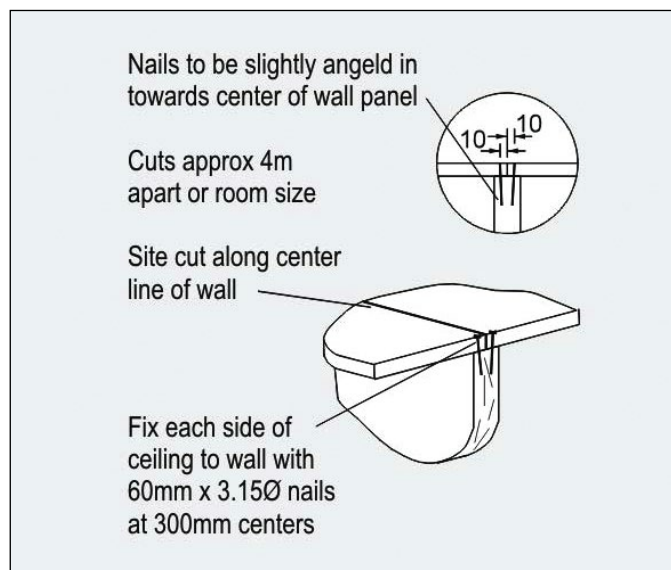 Nails to be slightly angeld in
towards center of wall panel
10
10
Cuts approx 4m
apart or room size
Site cut along center
line of wall
Fix each side of
ceiling to wall with
60mm x 3.15Ø nails
at 300mm centers